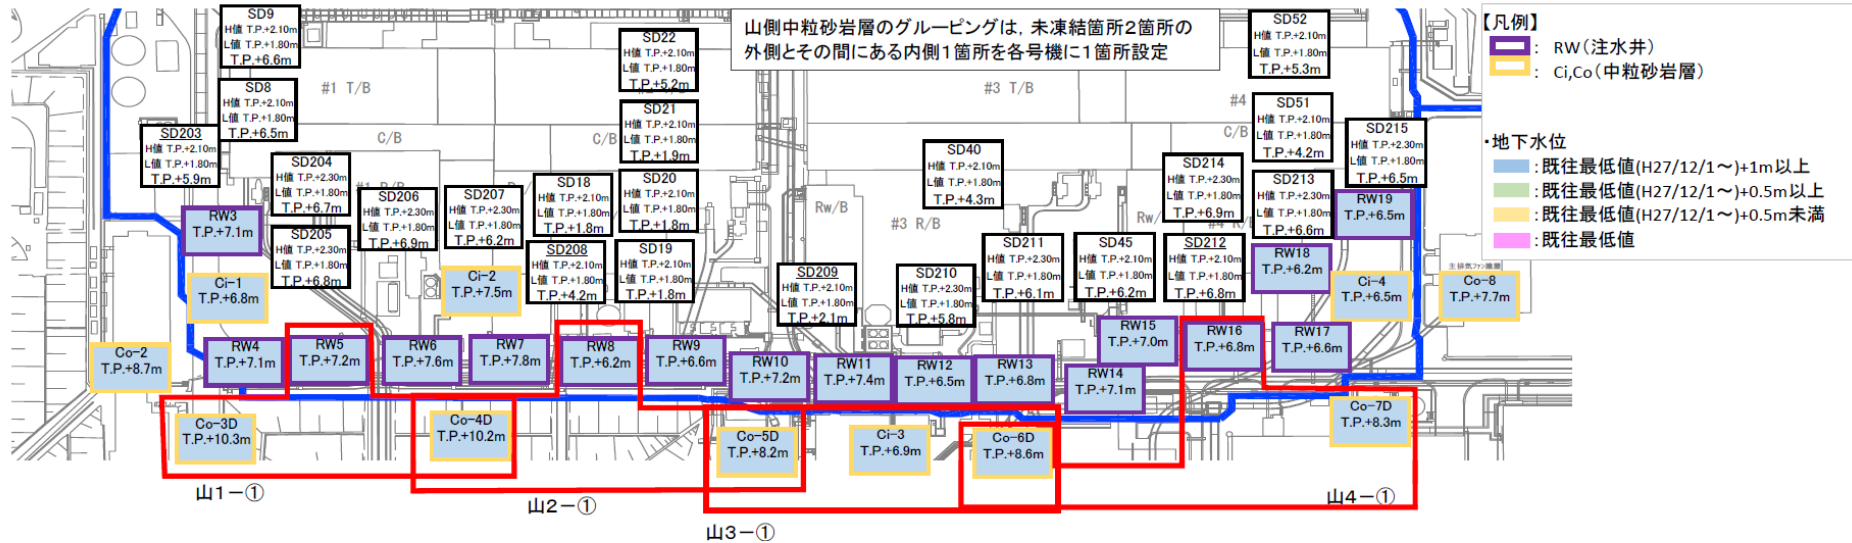 山側中粒砂岩層のグルーピングは，未凍結箇所２箇所の
外側とその間にある内側１箇所を各号機に１箇所設定
【凡例】
： RW（注水井）
： Ci,Co（中粒砂岩層）
・地下水位
：既往最低値(H27/12/1～)+1m以上
：既往最低値(H27/12/1～)+0.5m以上
：既往最低値(H27/12/1～)+0.5m未満
：既往最低値
SD9
H値 T.P.+2.10m
L値 T.P.+1.80m
T.P.+6.6m
SD8
H値 T.P.+2.10m
L値 T.P.+1.80m
T.P.+6.5m
SD203
H値 T.P.+2.10m
L値 T.P.+1.80m
T.P.+5.9m
SD204
H値 T.P.+2.30m
L値 T.P.+1.80m
T.P.+6.7m
SD205
H値 T.P.+2.30m
L値 T.P.+1.80m
T.P.+6.8m
SD206
H値 T.P.+2.30m
L値 T.P.+1.80m
T.P.+6.9m
SD207
H値 T.P.+2.30m
L値 T.P.+1.80m
T.P.+6.2m
SD18
H値 T.P.+2.10m
L値 T.P.+1.80m
T.P.+1.8m
SD208
H値 T.P.+2.10m
L値 T.P.+1.80m
T.P.+4.2m
SD22
H値 T.P.+2.10m
L値 T.P.+1.80m
T.P.+5.2m
SD21
H値 T.P.+2.10m
L値 T.P.+1.80m
T.P.+1.9m
SD20
H値 T.P.+2.10m
L値 T.P.+1.80m
T.P.+1.8m
SD19
H値 T.P.+2.10m
L値 T.P.+1.80m
T.P.+1.8m
SD209
H値 T.P.+2.10m
L値 T.P.+1.80m
T.P.+2.1m
SD40
H値 T.P.+2.10m
L値 T.P.+1.80m
T.P.+4.3m
SD210
H値 T.P.+2.30m
L値 T.P.+1.80m
T.P.+5.8m
SD211
H値 T.P.+2.30m
L値 T.P.+1.80m
T.P.+6.1m
SD45
H値 T.P.+2.10m
L値 T.P.+1.80m
T.P.+6.2m
SD212
H値 T.P.+2.10m
L値 T.P.+1.80m
T.P.+6.8m
SD214
H値 T.P.+2.30m
L値 T.P.+1.80m
T.P.+6.9m
SD52
H値 T.P.+2.10m
L値 T.P.+1.80m
T.P.+5.3m
SD51
H値 T.P.+2.10m
L値 T.P.+1.80m
T.P.+4.2m
SD213
H値 T.P.+2.30m
L値 T.P.+1.80m
T.P.+6.6m
SD215
H値 T.P.+2.30m
L値 T.P.+1.80m
T.P.+6.5m
#1 T/B
C/B
C/B
Rw/B
#3 T/B
#3 R/B
#4
C/B
主排気ファン建屋
RW3
T.P.+7.1m
Ci-1
T.P.+6.8m
Ci-2
T.P.+7.5m
RW19
T.P.+6.5m
RW18
T.P.+6.2m
Ci-4
T.P.+6.5m
Co-8
T.P.+7.7m
Co-2
T.P.+8.7m
RW4
T.P.+7.1m
RW5
T.P.+7.2m
RW6
T.P.+7.6m
RW7
T.P.+7.8m
RW8
T.P.+6.2m
RW9
T.P.+6.6m
RW10
T.P.+7.2m
RW11
T.P.+7.4m
RW12
T.P.+6.5m
RW13
T.P.+6.8m
RW14
T.P.+7.1m
RW15
T.P.+7.0m
RW16
T.P.+6.8m
RW17
T.P.+6.6m
Co-3D
T.P.+10.3m
Co-4D
T.P.+10.2m
Co-5D
T.P.+8.2m
Ci-3
T.P.+6.9m
Co-6D
T.P.+8.6m
Co-7D
T.P.+8.3m
山1-①
山2-①
山3-①
山4-①